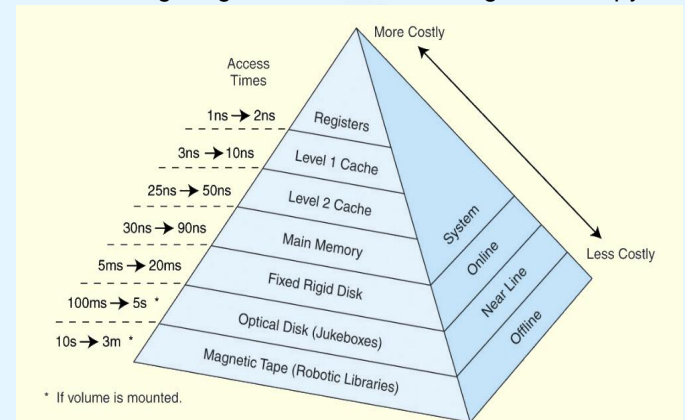 More Costly
Access
Times
1ns → 2ns
Registers
3ns → 10ns
Level 1 Cache
25ns → 50ns
Level 2 Cache
30ns → 90ns
Main Memory
System
5ms → 20ms
Fixed Rigid Disk
Online
Less Costly
100ms → 5s *
Optical Disk (Jukeboxes)
Near Line
10s → 3m *
Magnetic Tape (Robotic Libraries)
Offline
* If volume is mounted.